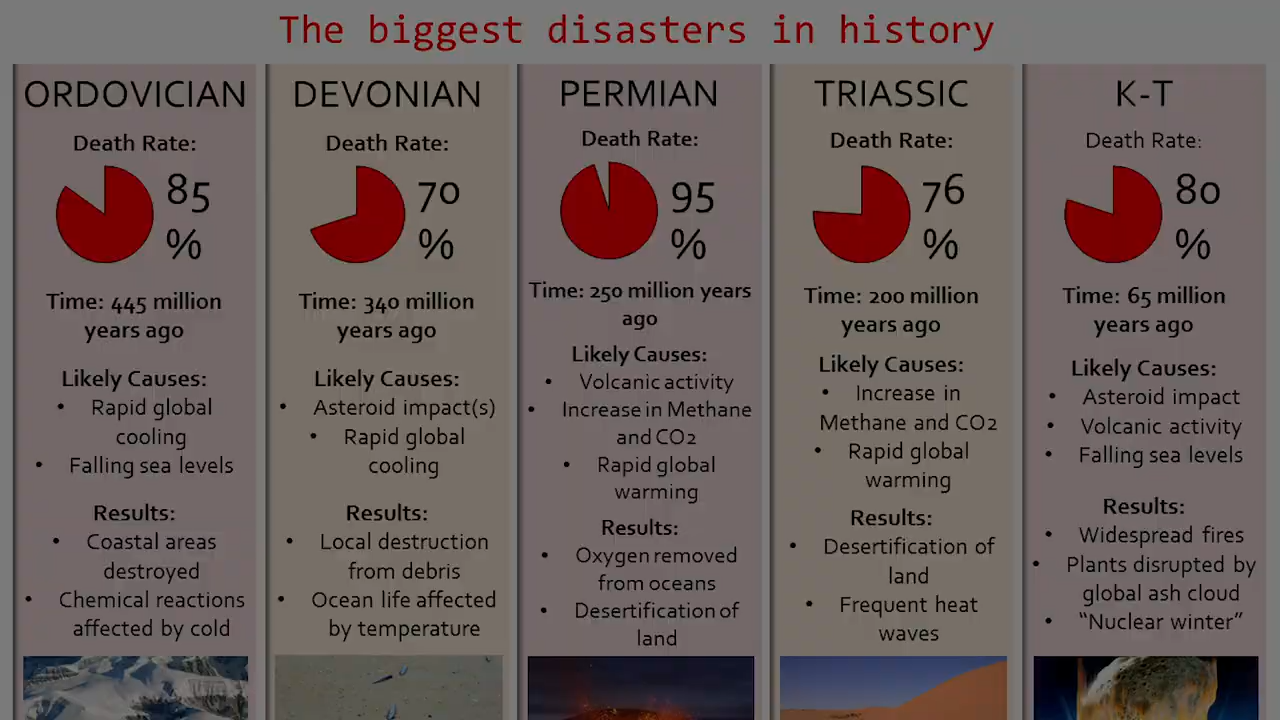 The biggest disasters in history
ORDOVICIAN
Death Rate:
85
%
Time: 445 million
years ago
Likely Causes:
• Rapid global
cooling
• Falling sea levels
Results:
• Coastal areas
destroyed
• Chemical reactions
affected by cold
DEVONIAN
Death Rate:
70
%
Time: 340 million
years ago
Likely Causes:
• Asteroid impact(s)
• Rapid global
cooling
Results:
• Local destruction
from debris
• Ocean life affected
by temperature
PERMIAN
Death Rate:
95
%
Time: 250 million years
ago
Likely Causes:
• Volcanic activity
• Increase in Methane
and CO2
• Rapid global
warming
Results:
• Oxygen removed
from oceans
• Desertification of
land
TRIASSIC
Death Rate:
76
%
Time: 200 million
years ago
Likely Causes:
• Increase in
Methane and CO2
• Rapid global
warming
Results:
• Desertification of
land
• Frequent heat
waves
K-T
Death Rate:
80
%
Time: 65 million
years ago
Likely Causes:
• Asteroid impact
• Volcanic activity
• Falling sea levels
Results:
• Widespread fires
• Plants disrupted by
global ash cloud
• “Nuclear winter”